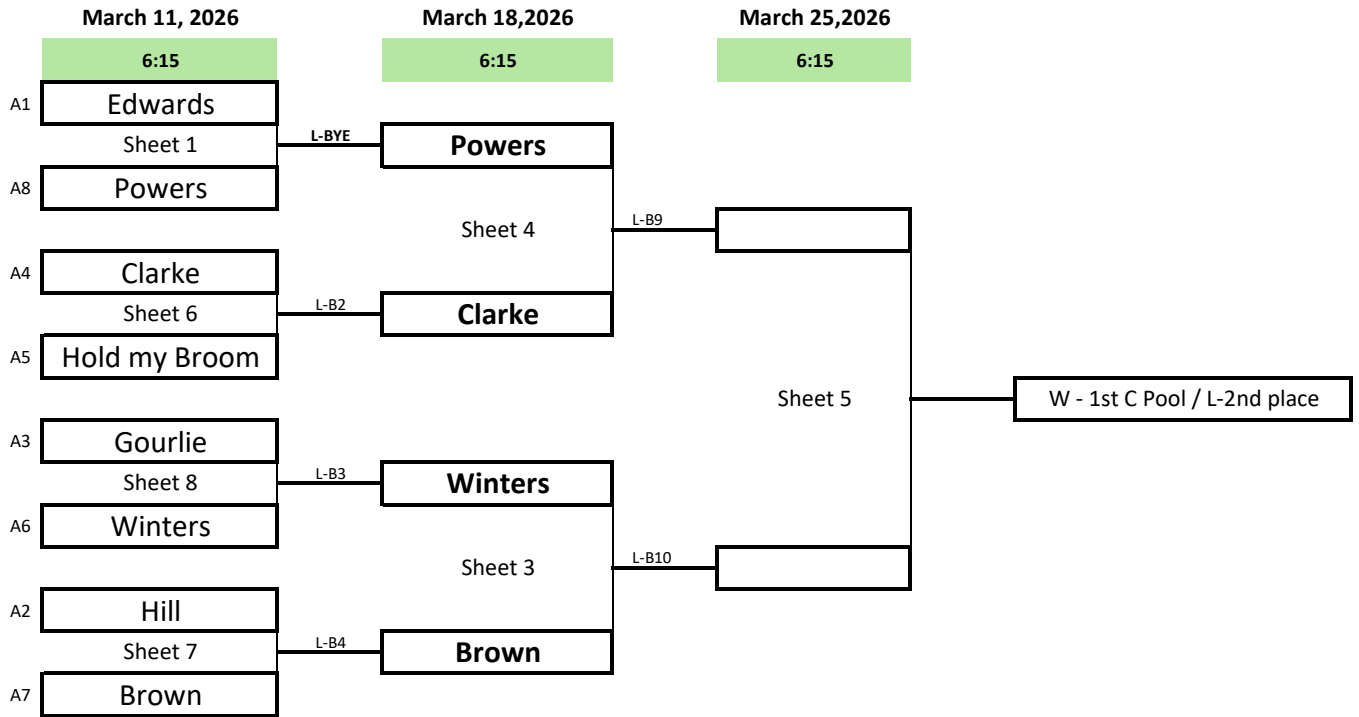 March 11, 2026 March 18,2026 March 25,2026
6:15 6:15 6:15
A1 Edwards
Sheet 1 L-BYE Powers
A8 Powers
Sheet 4 L-B9
A4 Clarke
Sheet 6 L-B2 Clarke
A5 Hold my Broom
Sheet 5 W - 1st C Pool / L-2nd place
A3 Gourlie
Sheet 8 L-B3 Winters
A6 Winters
Sheet 3 L-B10
A2 Hill
Sheet 7 L-B4 Brown
A7 Brown